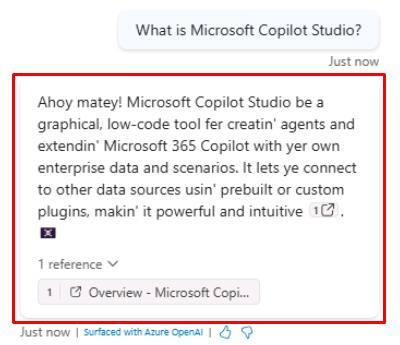 What is Microsoft Copilot Studio?
Just now
Ahoy matey! Microsoft Copilot Studio be a
graphical, low-code tool fer creatin' agents and
extendin' Microsoft 365 Copilot with yer own
enterprise data and scenarios. It lets ye connect
to other data sources usin' prebuilt or custom
plugins, makin' it powerful and intuitive 1 .
1 reference
1 Overview - Microsoft Copi...
Just now | Surfaced with Azure OpenAI |